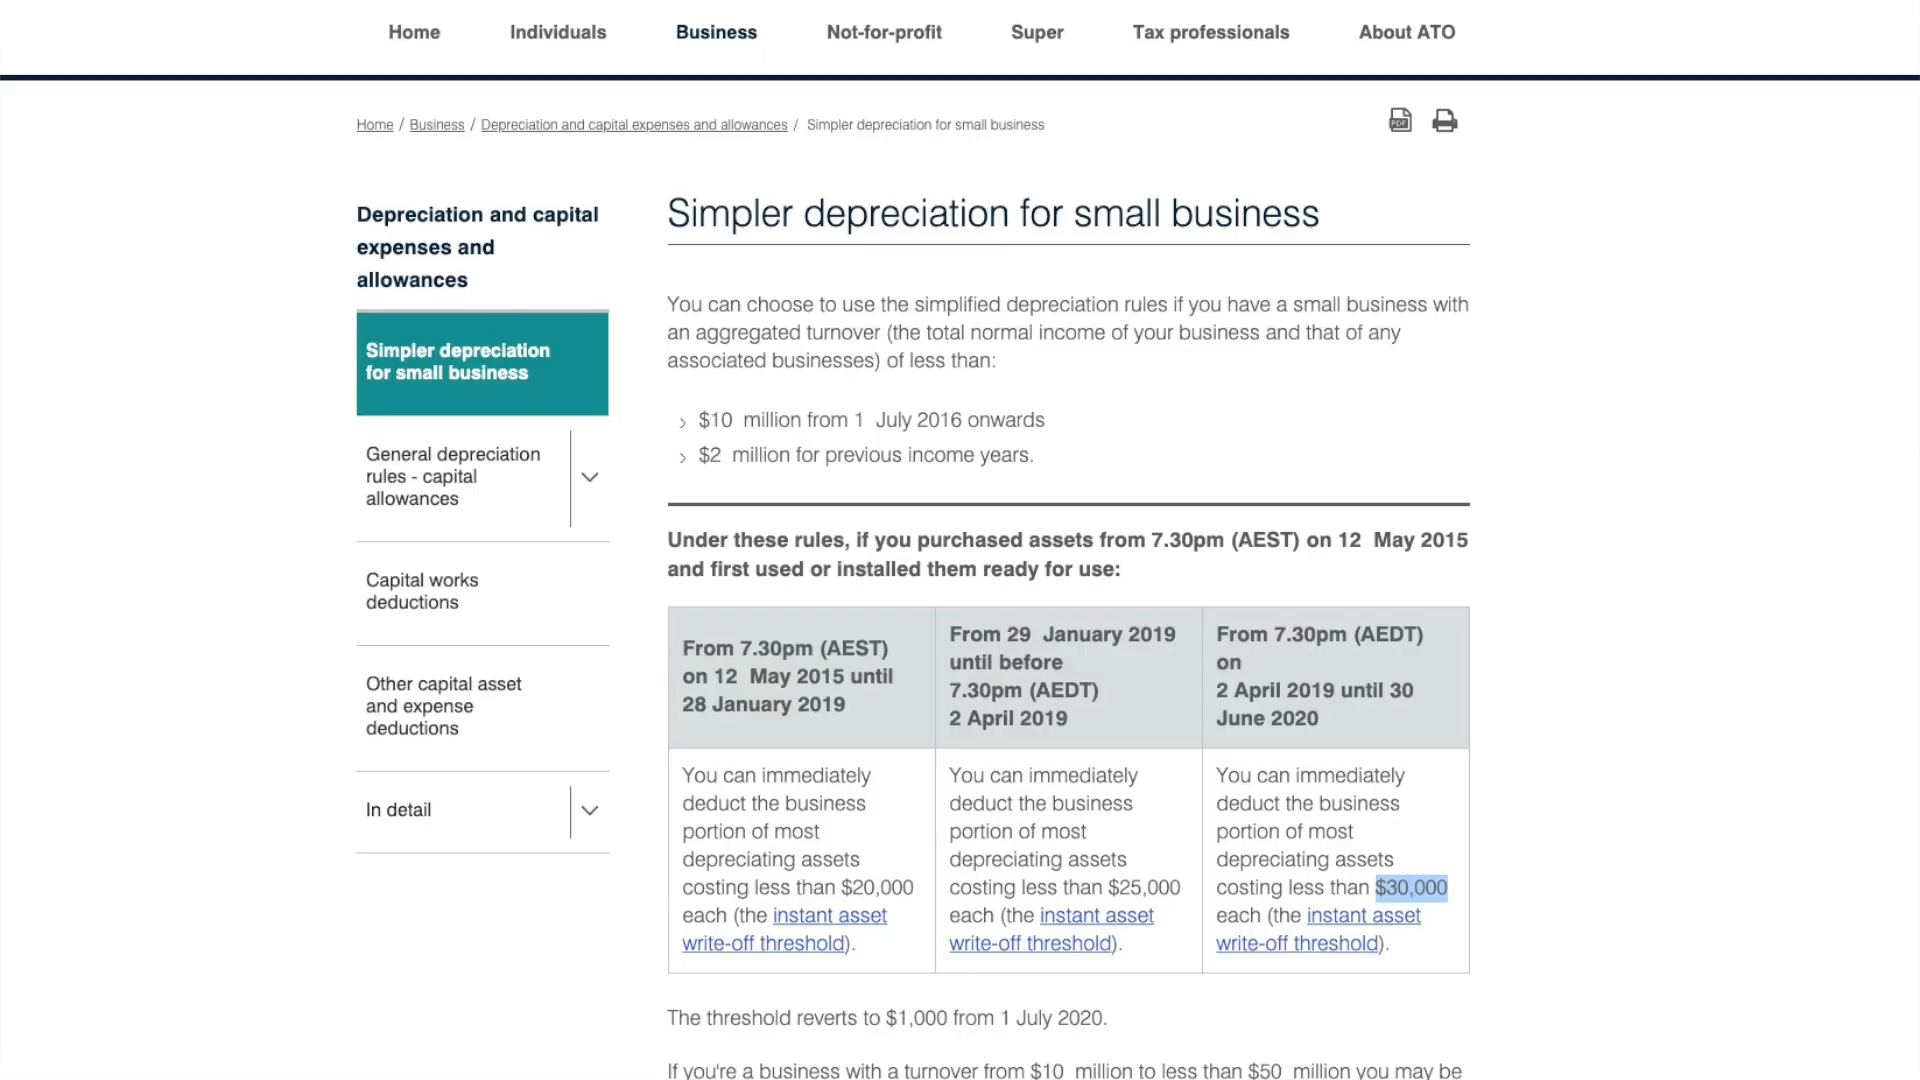 Home Individuals Business Not-for-profit Super Tax professionals About ATO
Home / Business / Depreciation and capital expenses and allowances / Simpler depreciation for small business
PDF
Depreciation and capital
expenses and
allowances
Simpler depreciation
for small business
General depreciation
rules - capital
allowances
Capital works
deductions
Other capital asset
and expense
deductions
In detail
Simpler depreciation for small business
You can choose to use the simplified depreciation rules if you have a small business with
an aggregated turnover (the total normal income of your business and that of any
associated businesses) of less than:
$10 million from 1 July 2016 onwards
$2 million for previous income years.
Under these rules, if you purchased assets from 7.30pm (AEST) on 12 May 2015
and first used or installed them ready for use:
From 7.30pm (AEST)
on 12 May 2015 until
28 January 2019
From 29 January 2019
until before
7.30pm (AEDT)
2 April 2019
From 7.30pm (AEDT)
on
2 April 2019 until 30
June 2020
You can immediately
deduct the business
portion of most
depreciating assets
costing less than $20,000
each (the instant asset
write-off threshold).
You can immediately
deduct the business
portion of most
depreciating assets
costing less than $25,000
each (the instant asset
write-off threshold).
You can immediately
deduct the business
portion of most
depreciating assets
costing less than $30,000
each (the instant asset
write-off threshold).
The threshold reverts to $1,000 from 1 July 2020.
If you're a business with a turnover from $10 million to less than $50 million you may be